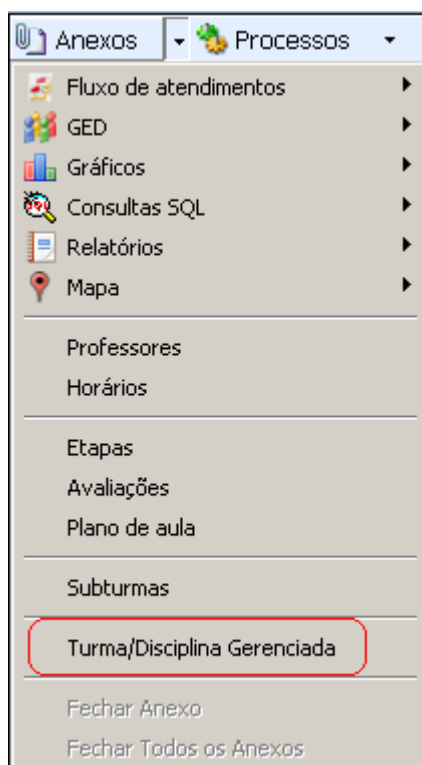 Anexos Processos
Fluxo de atendimentos
GED
Gráficos
Consultas SQL
Relatórios
Mapa
Professores
Horários
Etapas
Avaliações
Plano de aula
Subturmas
Turma/Disciplina Gerenciada
Fechar Anexo
Fechar Todos os Anexos